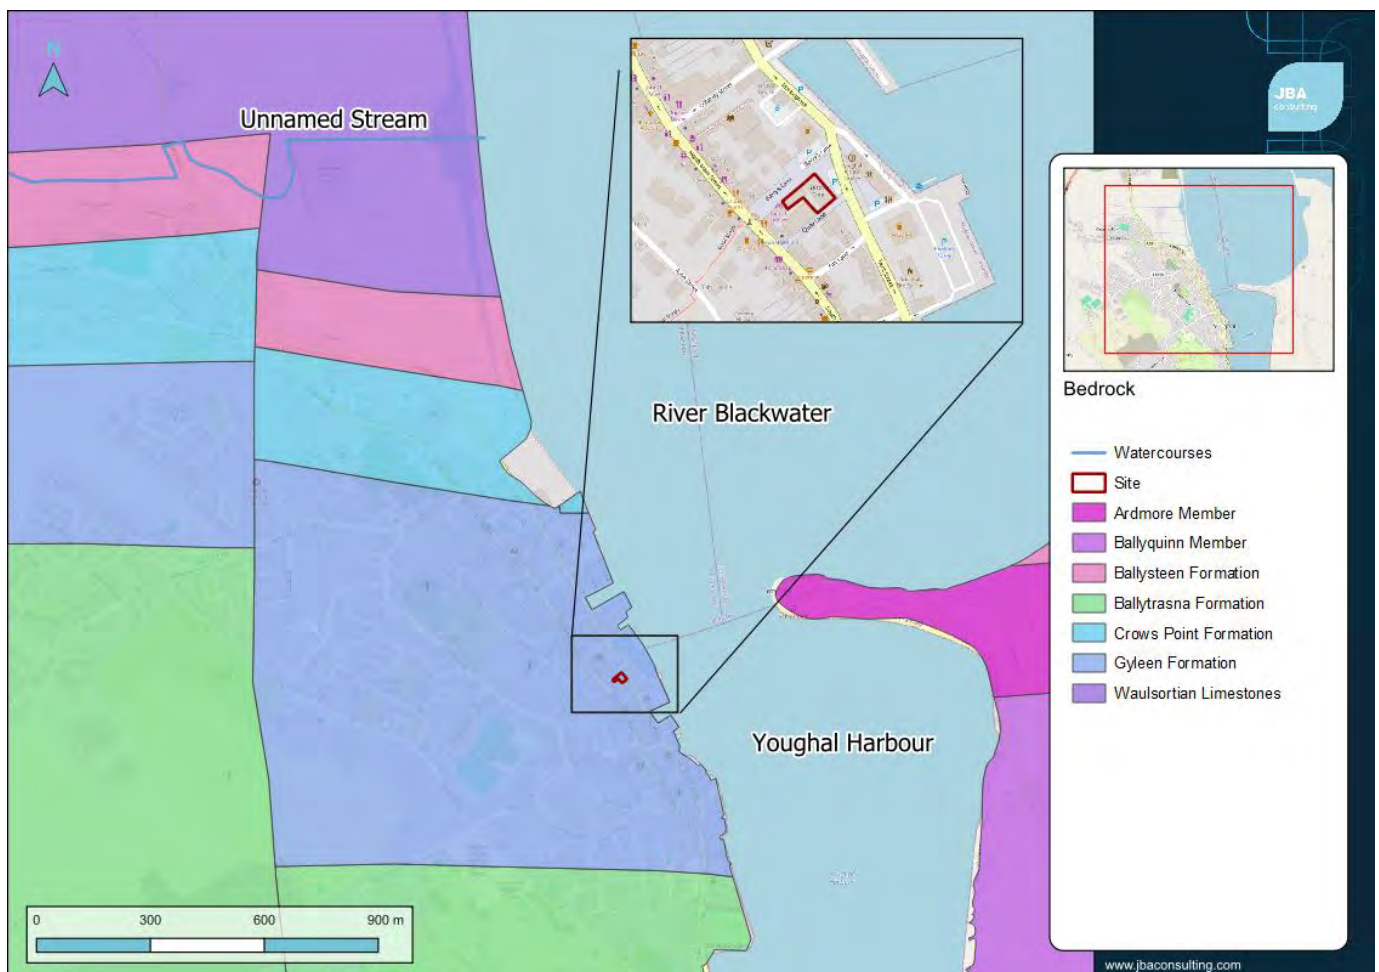 N
Unnamed Stream
River Blackwater
Youghal Harbour
0
300
600
900 m
JBA
consulting
Bedrock
Watercourses
Site
Ardmore Member
Ballyquinn Member
Ballysteen Formation
Ballytrasna Formation
Crows Point Formation
Gyleen Formation
Waulsortian Limestones
www.jbaconsulting.com